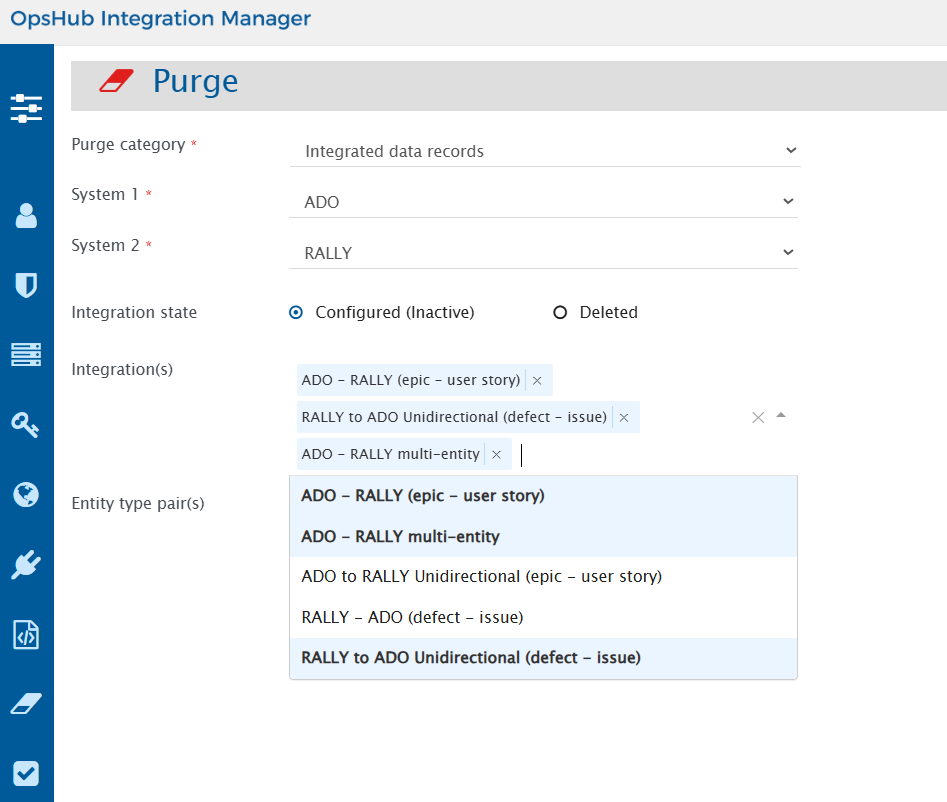 OpsHub Integration Manager
Purge
Purge category *
Integrated data records
System 1 *
ADO
System 2 *
RALLY
Integration state
Configured (Inactive)
Deleted
Integration(s)
ADO – RALLY (epic – user story) ×
RALLY to ADO Unidirectional (defect – issue) ×
ADO – RALLY multi-entity ×
Entity type pair(s)
ADO – RALLY (epic – user story)
ADO – RALLY multi-entity
ADO to RALLY Unidirectional (epic – user story)
RALLY – ADO (defect – issue)
RALLY to ADO Unidirectional (defect – issue)